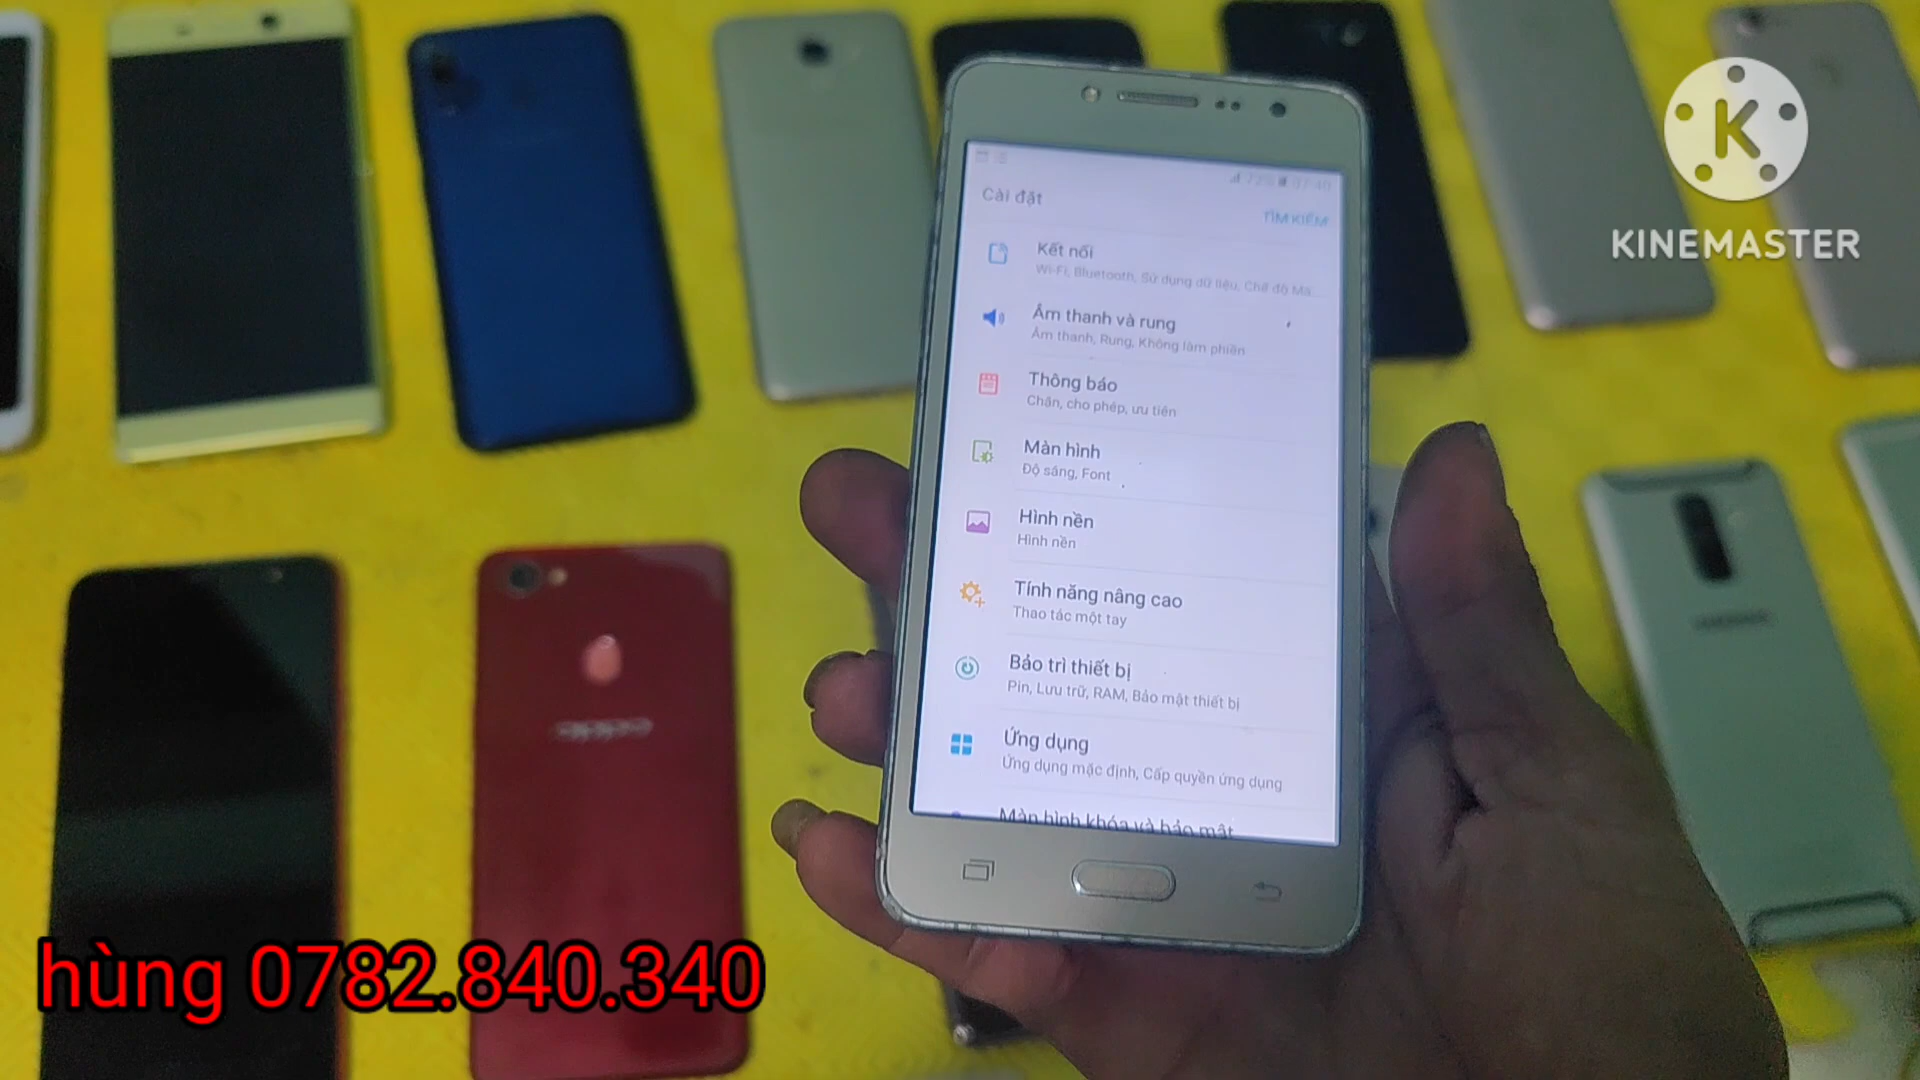 72% 07:40
Cài đặt
TÌM KIẾM
Kết nối
Wi-Fi, Bluetooth, Sử dụng dữ liệu, Chế độ Má...
Âm thanh và rung
Âm thanh, Rung, Không làm phiền
Thông báo
Chặn, cho phép, ưu tiên
Màn hình
Độ sáng, Font
Hình nền
Hình nền
Tính năng nâng cao
Thao tác một tay
Bảo trì thiết bị
Pin, Lưu trữ, RAM, Bảo mật thiết bị
Ứng dụng
Ứng dụng mặc định, Cấp quyền ứng dụng
Màn hình khóa và bảo mật
K
KINEMASTER
oppo
hùng 0782.840.340